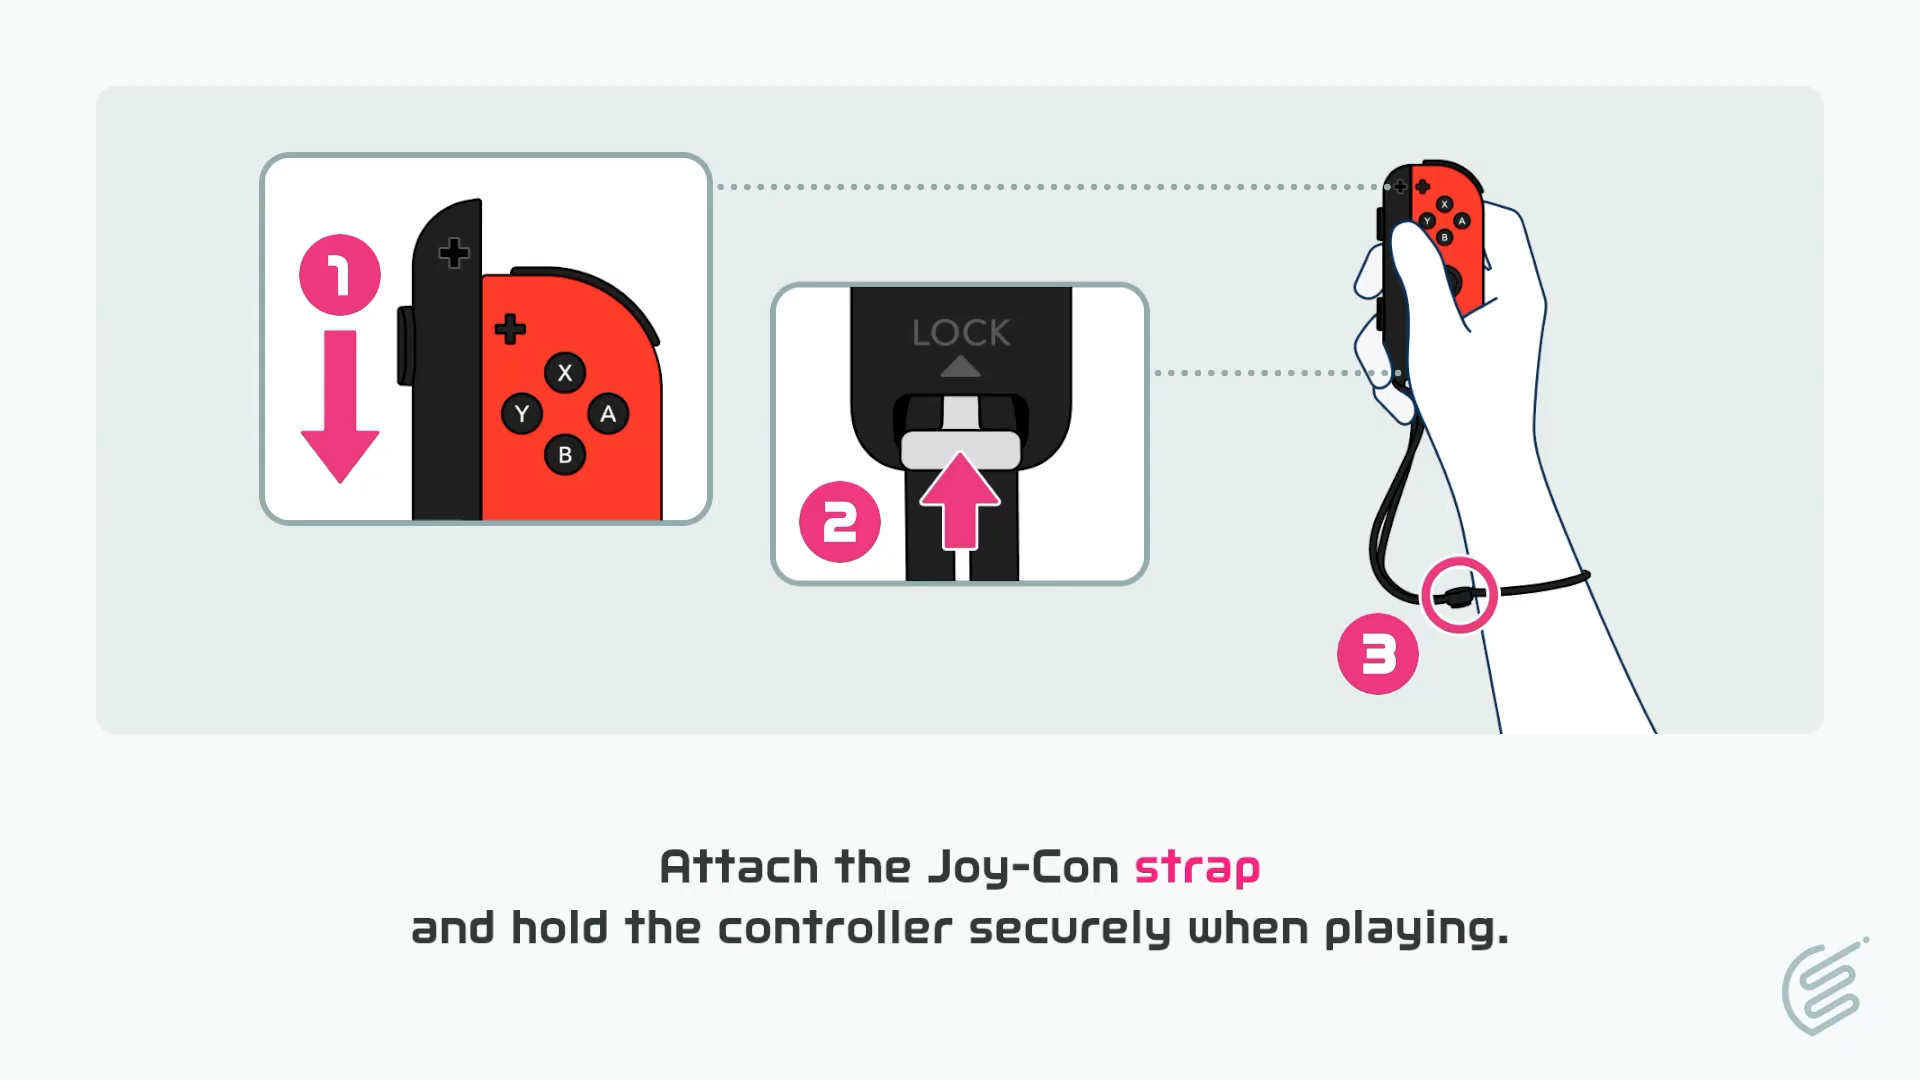 1
X
Y
A
B
LOCK
2
X
Y
A
B
3
Attach the Joy-Con strap
and hold the controller securely when playing.